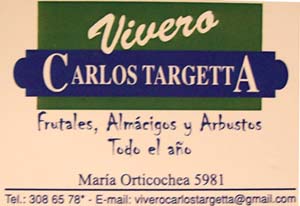 Vivero
CARLOS TARGETTA
Frutales, Almácigos y Arbustos
Todo el año
María Orticochea 5981
Tel.: 308 65 78* - E-mail: viverocarlostargetta@gmail.com